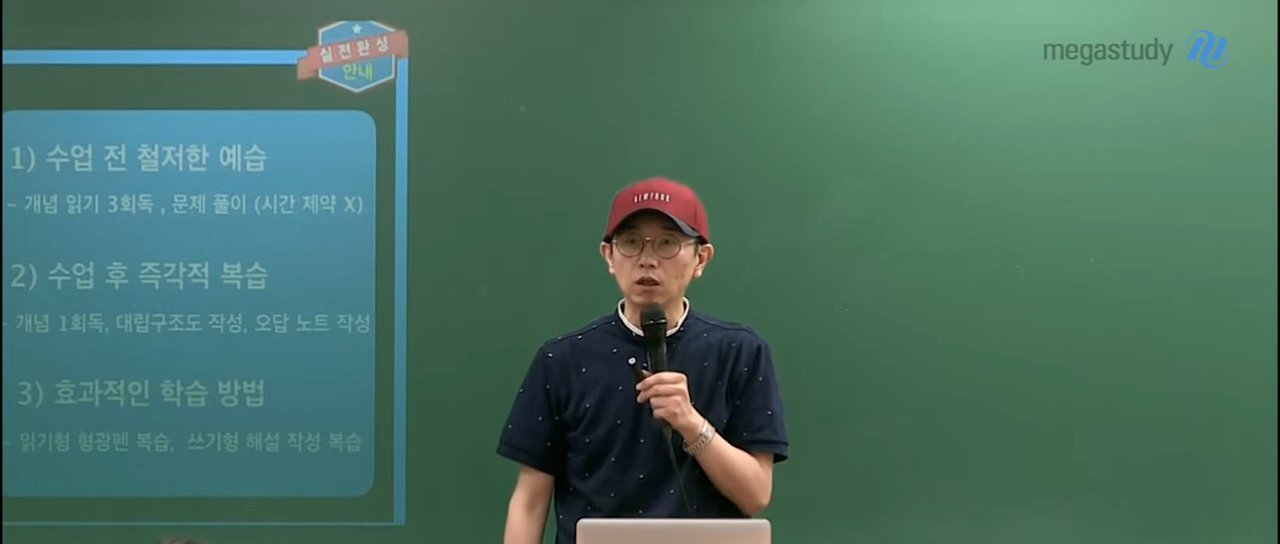 실전완성
안내
megastudy
1) 수업 전 철저한 예습
- 개념 읽기 3회독 , 문제 풀이 (시간 제약 X)
2) 수업 후 즉각적 복습
- 개념 1회독, 대립구조도 작성, 오답 노트 작성
3) 효과적인 학습 방법
- 읽기형 형광펜 복습, 쓰기형 해설 작성 복습
NEWYORK